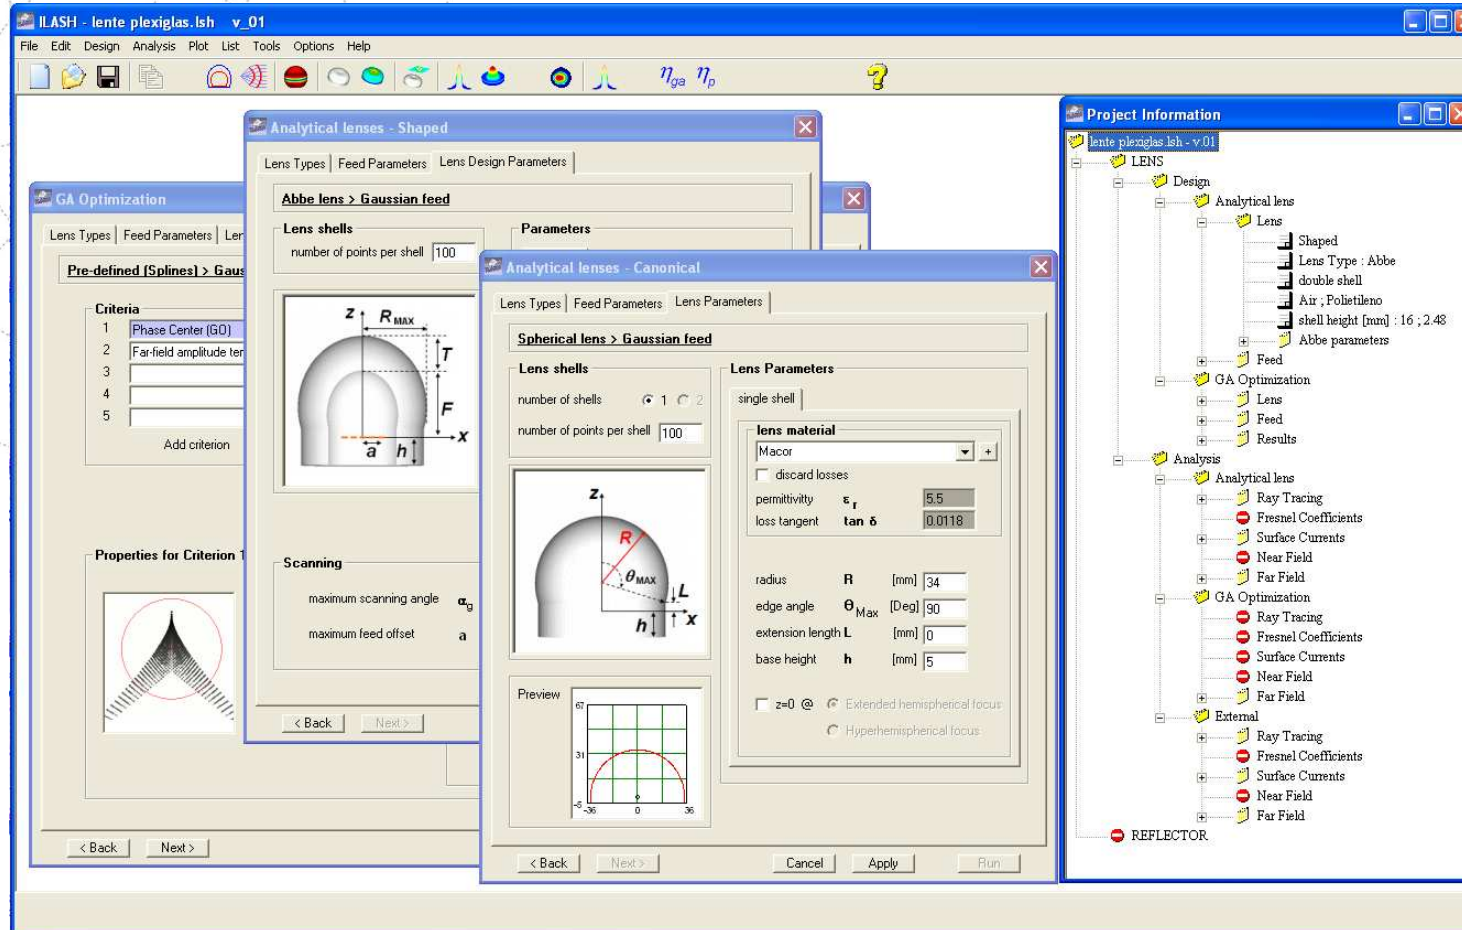 ILASH - lente plexiglas.lsh v_01
File Edit Design Analysis Plot List Tools Options Help
ηga ηp
GA Optimization
Lens Types Feed Parameters
Pre-defined (Splines) >
Criteria
1 Phase Center (GO)
2 Far-field amplitude
3
4
5
Add criterion
Properties for Criterion 1
< Back Next >
Analytical lenses - Shaped
Lens Types Feed Parameters Lens Design Parameters
Abbe lens > Gaussian feed
Lens shells
number of points per shell 100
Parameters
z RMAX
T
F
x
a h
Scanning
maximum scanning angle αg
maximum feed offset a
< Back Next >
Analytical lenses - Canonical
Lens Types Feed Parameters Lens Parameters
Spherical lens > Gaussian feed
Lens shells
number of shells 1 2
number of points per shell 100
z
R
θMAX
L
h x
Preview
67
31
-5
-36 0 36
Lens Parameters
single shell
lens material
Macor +
discard losses
permittivitty εr 5.5
loss tangent tan δ 0.0118
radius R [mm] 34
edge angle ΘMax [Deg] 90
extension length L [mm] 0
base height h [mm] 5
z=0 @ Extended hemispherical focus
Hyperhemispherical focus
< Back Next > Cancel Apply Run
Project Information
lente plexiglas.lsh - v.01
LENS
Design
Analytical lens
Lens
Shaped
Lens Type : Abbe
double shell
Air ; Polietileno
shell height [mm] : 16 ; 2.48
Abbe parameters
Feed
GA Optimization
Lens
Feed
Results
Analysis
Analytical lens
Ray Tracing
Fresnel Coefficients
Surface Currents
Near Field
Far Field
GA Optimization
Ray Tracing
Fresnel Coefficients
Surface Currents
Near Field
Far Field
External
Ray Tracing
Fresnel Coefficients
Surface Currents
Near Field
Far Field
REFLECTOR